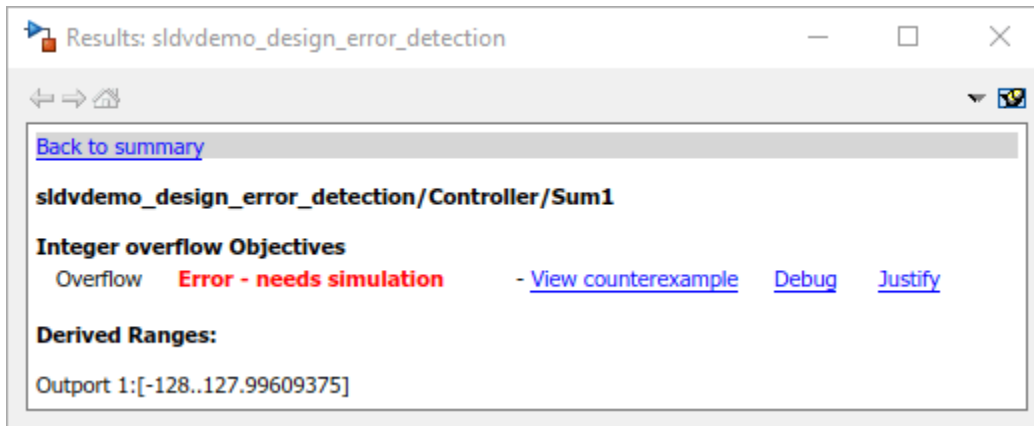 Results: sldvdemo_design_error_detection
Back to summary
sldvdemo_design_error_detection/Controller/Sum1
Integer overflow Objectives
Overflow Error - needs simulation - View counterexample Debug Justify
Derived Ranges:
Outport 1:[-128..127.99609375]